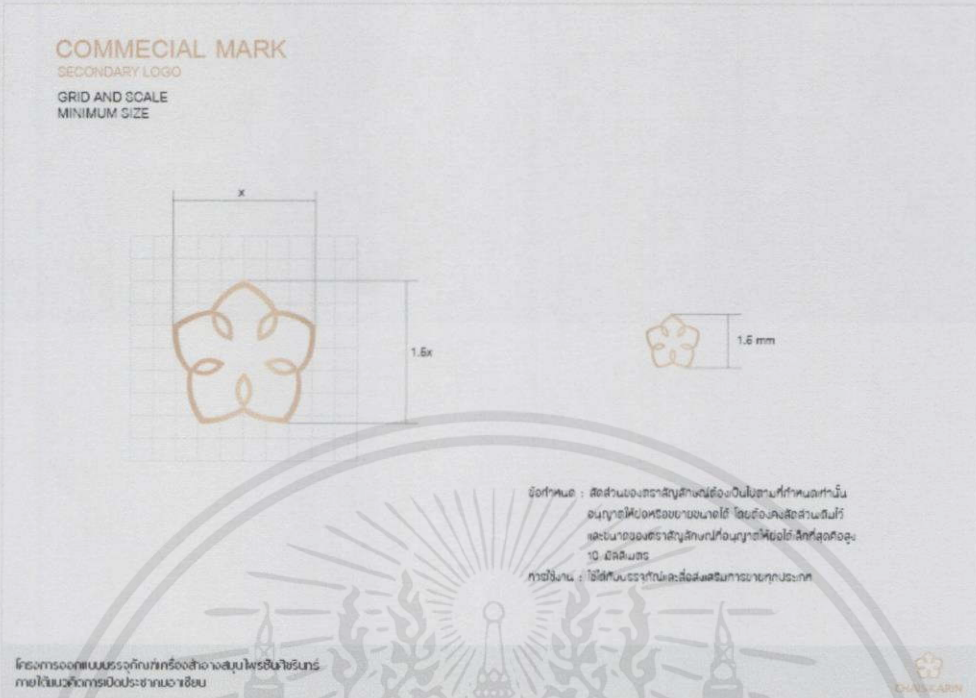 COMMECIAL MARK
SECONDARY LOGO
GRID AND SCALE
MINIMUM SIZE
x
1.6x
1.6 mm
ข้อกำหนด : สัดส่วนของตราสัญลักษณ์ต้องเป็นไปตามที่กำหนดเท่านั้น
อนุญาตให้ย่อหรือขยายขนาดได้ โดยต้องคงสัดส่วนเดิมไว้
และขนาดของตราสัญลักษณ์ที่อนุญาตให้ย่อได้เล็กที่สุดคือสูง
10 มิลลิเมตร
การใช้งาน : ใช้ได้กับบรรจุภัณฑ์และสื่อส่งเสริมการขายทุกประเภท
โครงการออกแบบบรรจุภัณฑ์เครื่องสำอางสมุนไพรชันไชรินทร์
ภายใต้แนวคิดการเปิดประชาคมอาเซียน